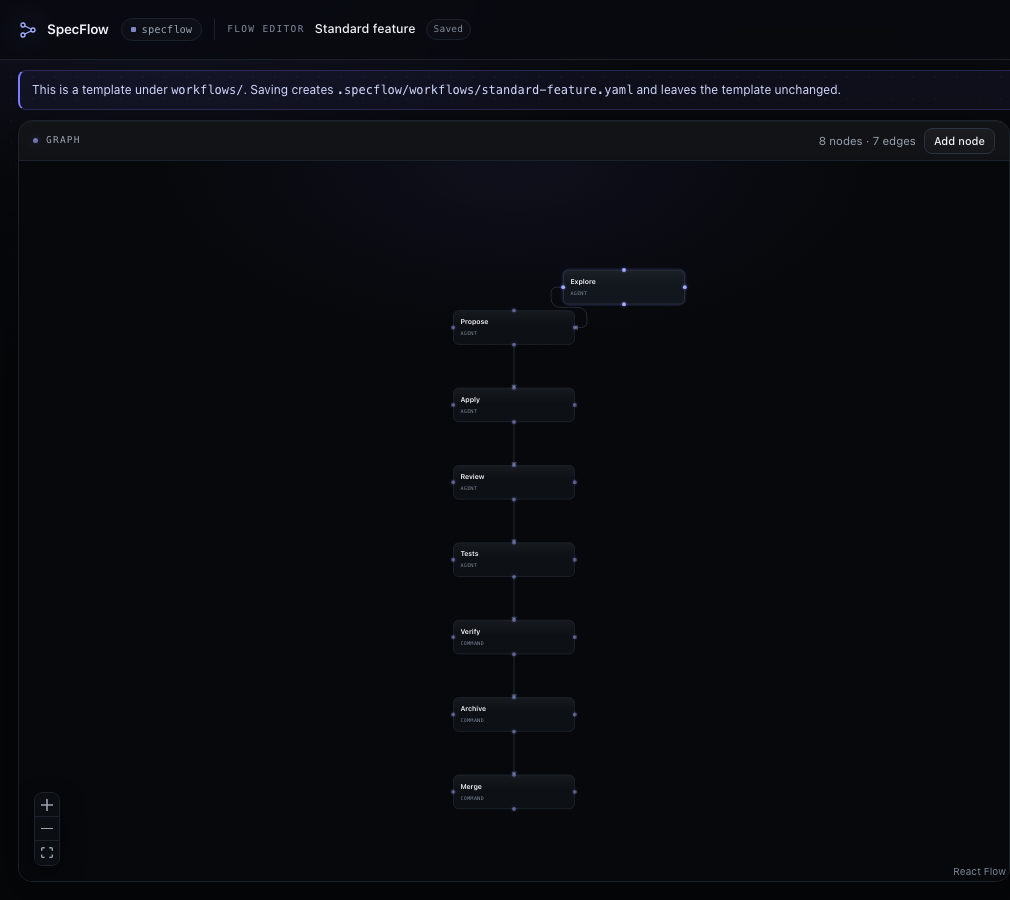 SpecFlow specflow FLOW EDITOR Standard feature Saved
This is a template under workflows/. Saving creates .specflow/workflows/standard-feature.yaml and leaves the template unchanged.
GRAPH 8 nodes · 7 edges Add node
Explore
AGENT
Propose
AGENT
Apply
AGENT
Review
AGENT
Tests
AGENT
Verify
COMMAND
Archive
COMMAND
Merge
COMMAND
React Flow